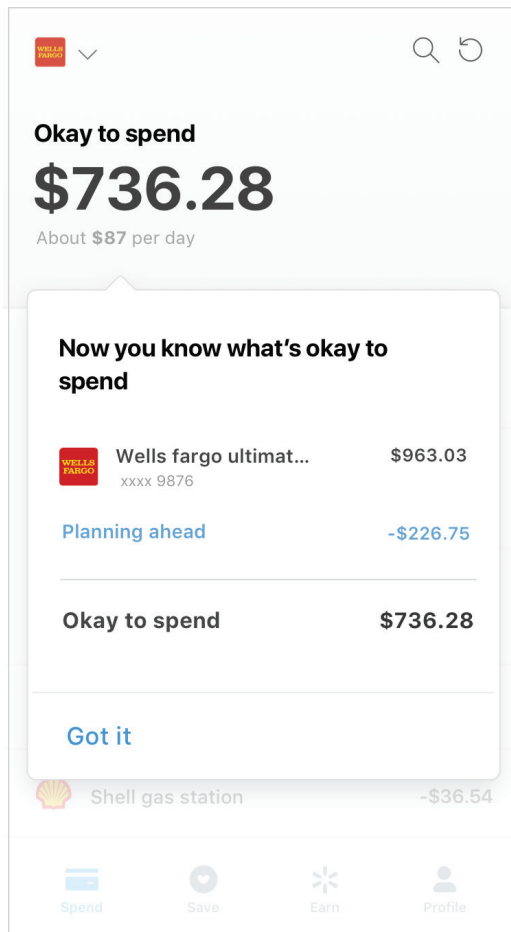 WELLS
FARGO
Okay to spend
$736.28
About $87 per day
Now you know what's okay to
spend
WELLS
FARGO
Wells fargo ultimat... $963.03
xxxx 9876
Planning ahead -$226.75
Okay to spend $736.28
Got it
Shell gas station -$36.54
Spend Save Earn Profile